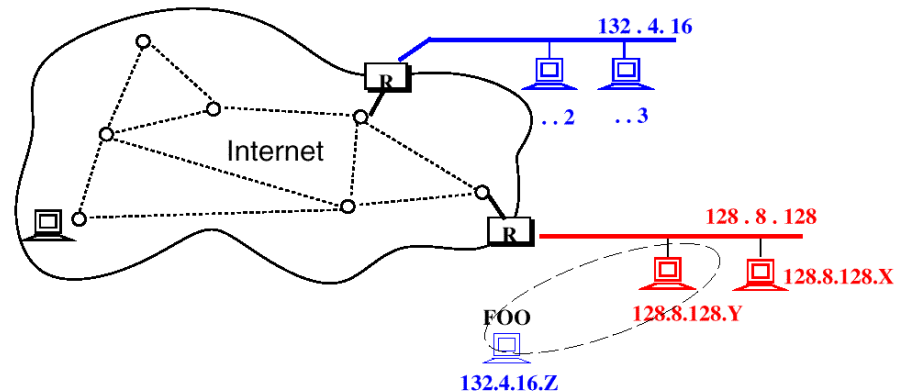 132 . 4. 16
R
. . 2
. . 3
Internet
128 . 8 . 128
R
128.8.128.X
128.8.128.Y
FOO
132.4.16.Z